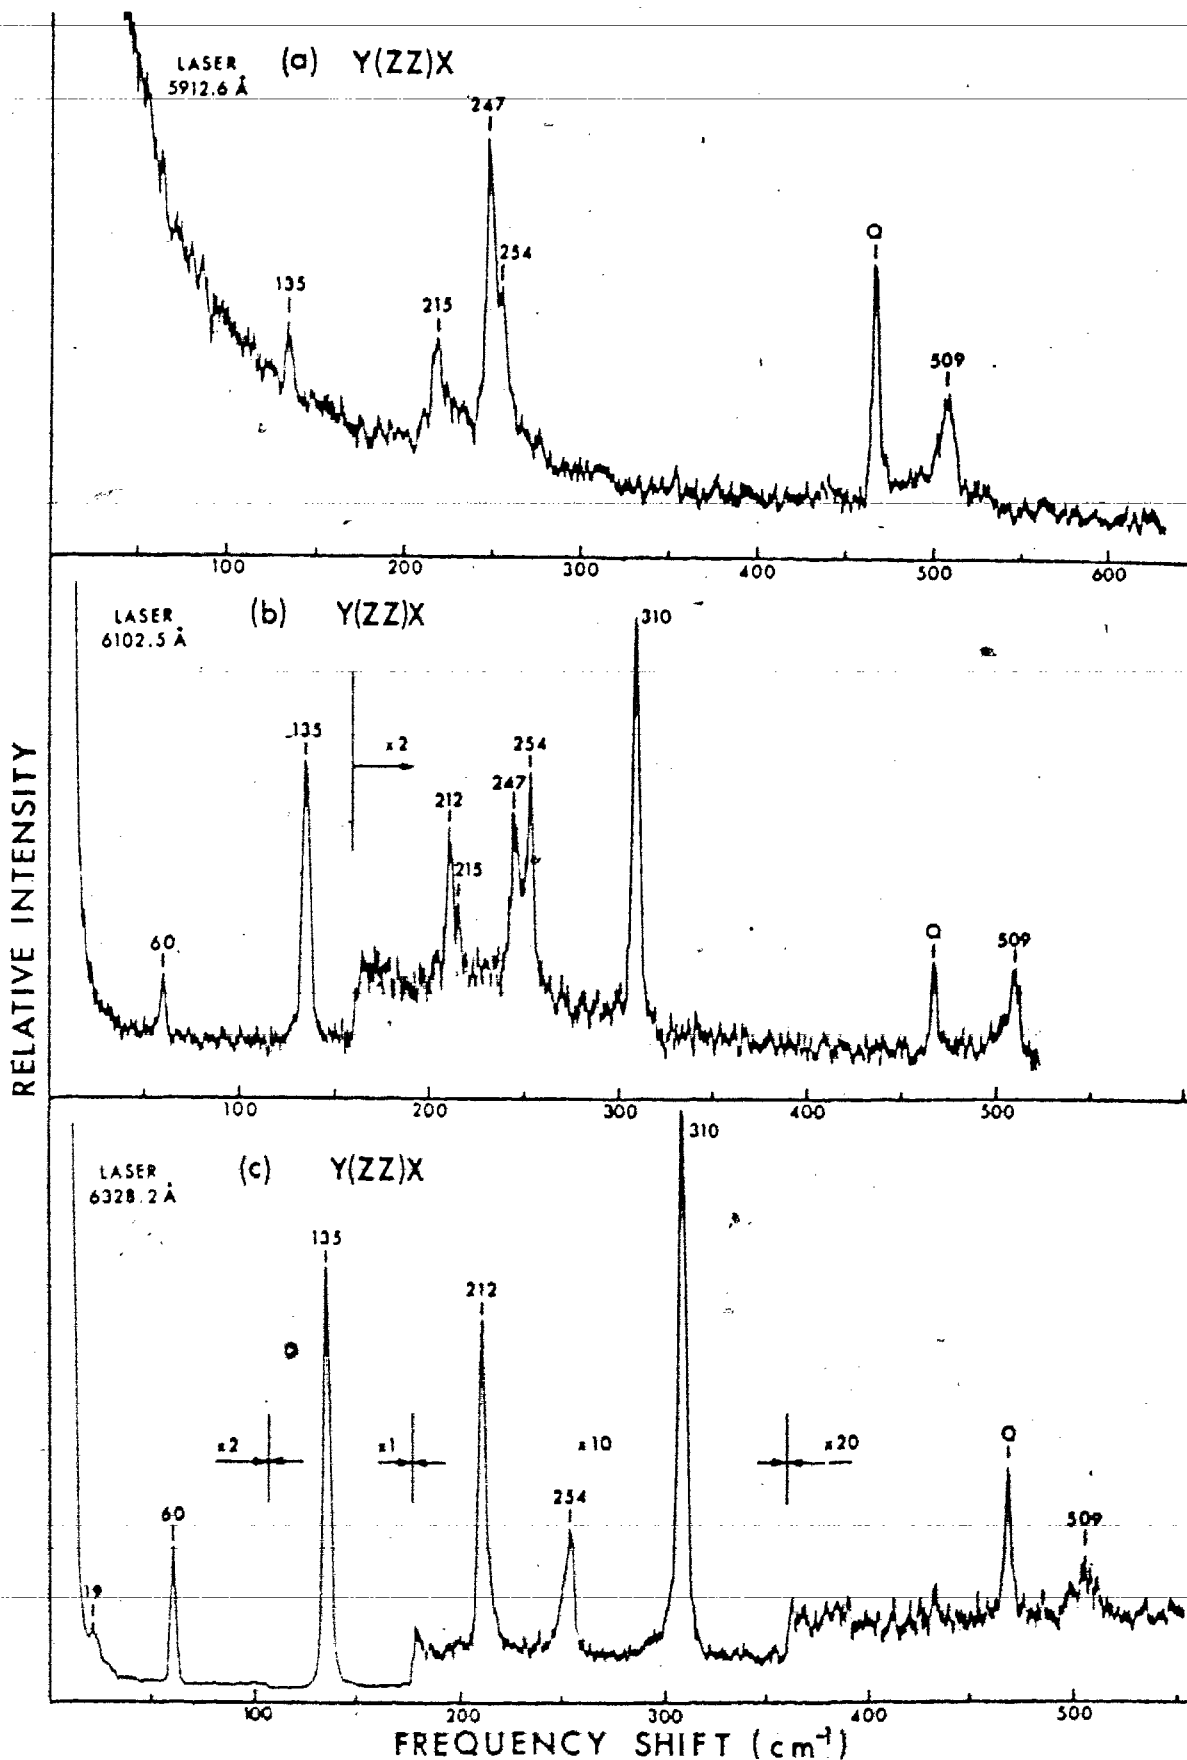 RELATIVE INTENSITY
LASER
5912.6 Å
(a) Y(ZZ)X
247
254
135
215
Q
509
100 200 300 400 500 600
LASER
6102.5 Å
(b) Y(ZZ)X
310
135
x2
254
247
212
215
60
Q
509
100 200 300 400 500
LASER
6328.2 Å
(c) Y(ZZ)X
310
135
212
x2
x1
x10
x20
Q
254
60
509
19
100 200 300 400 500
FREQUENCY SHIFT (cm⁻¹)